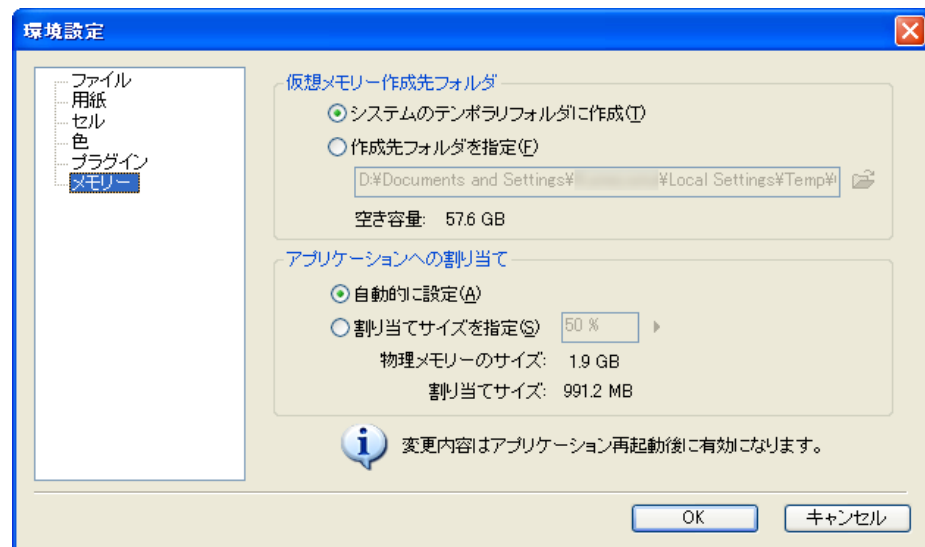 環境設定
ファイル
用紙
セル
色
プラグイン
メモリー
仮想メモリー作成先フォルダ
システムのテンポラリフォルダに作成(T)
作成先フォルダを指定(F)
D:¥Documents and Settings¥ ¥Local Settings¥Temp¥
空き容量: 57.6 GB
アプリケーションへの割り当て
自動的に設定(A)
割り当てサイズを指定(S) 50 %
物理メモリーのサイズ: 1.9 GB
割り当てサイズ: 991.2 MB
変更内容はアプリケーション再起動後に有効になります。
OK キャンセル